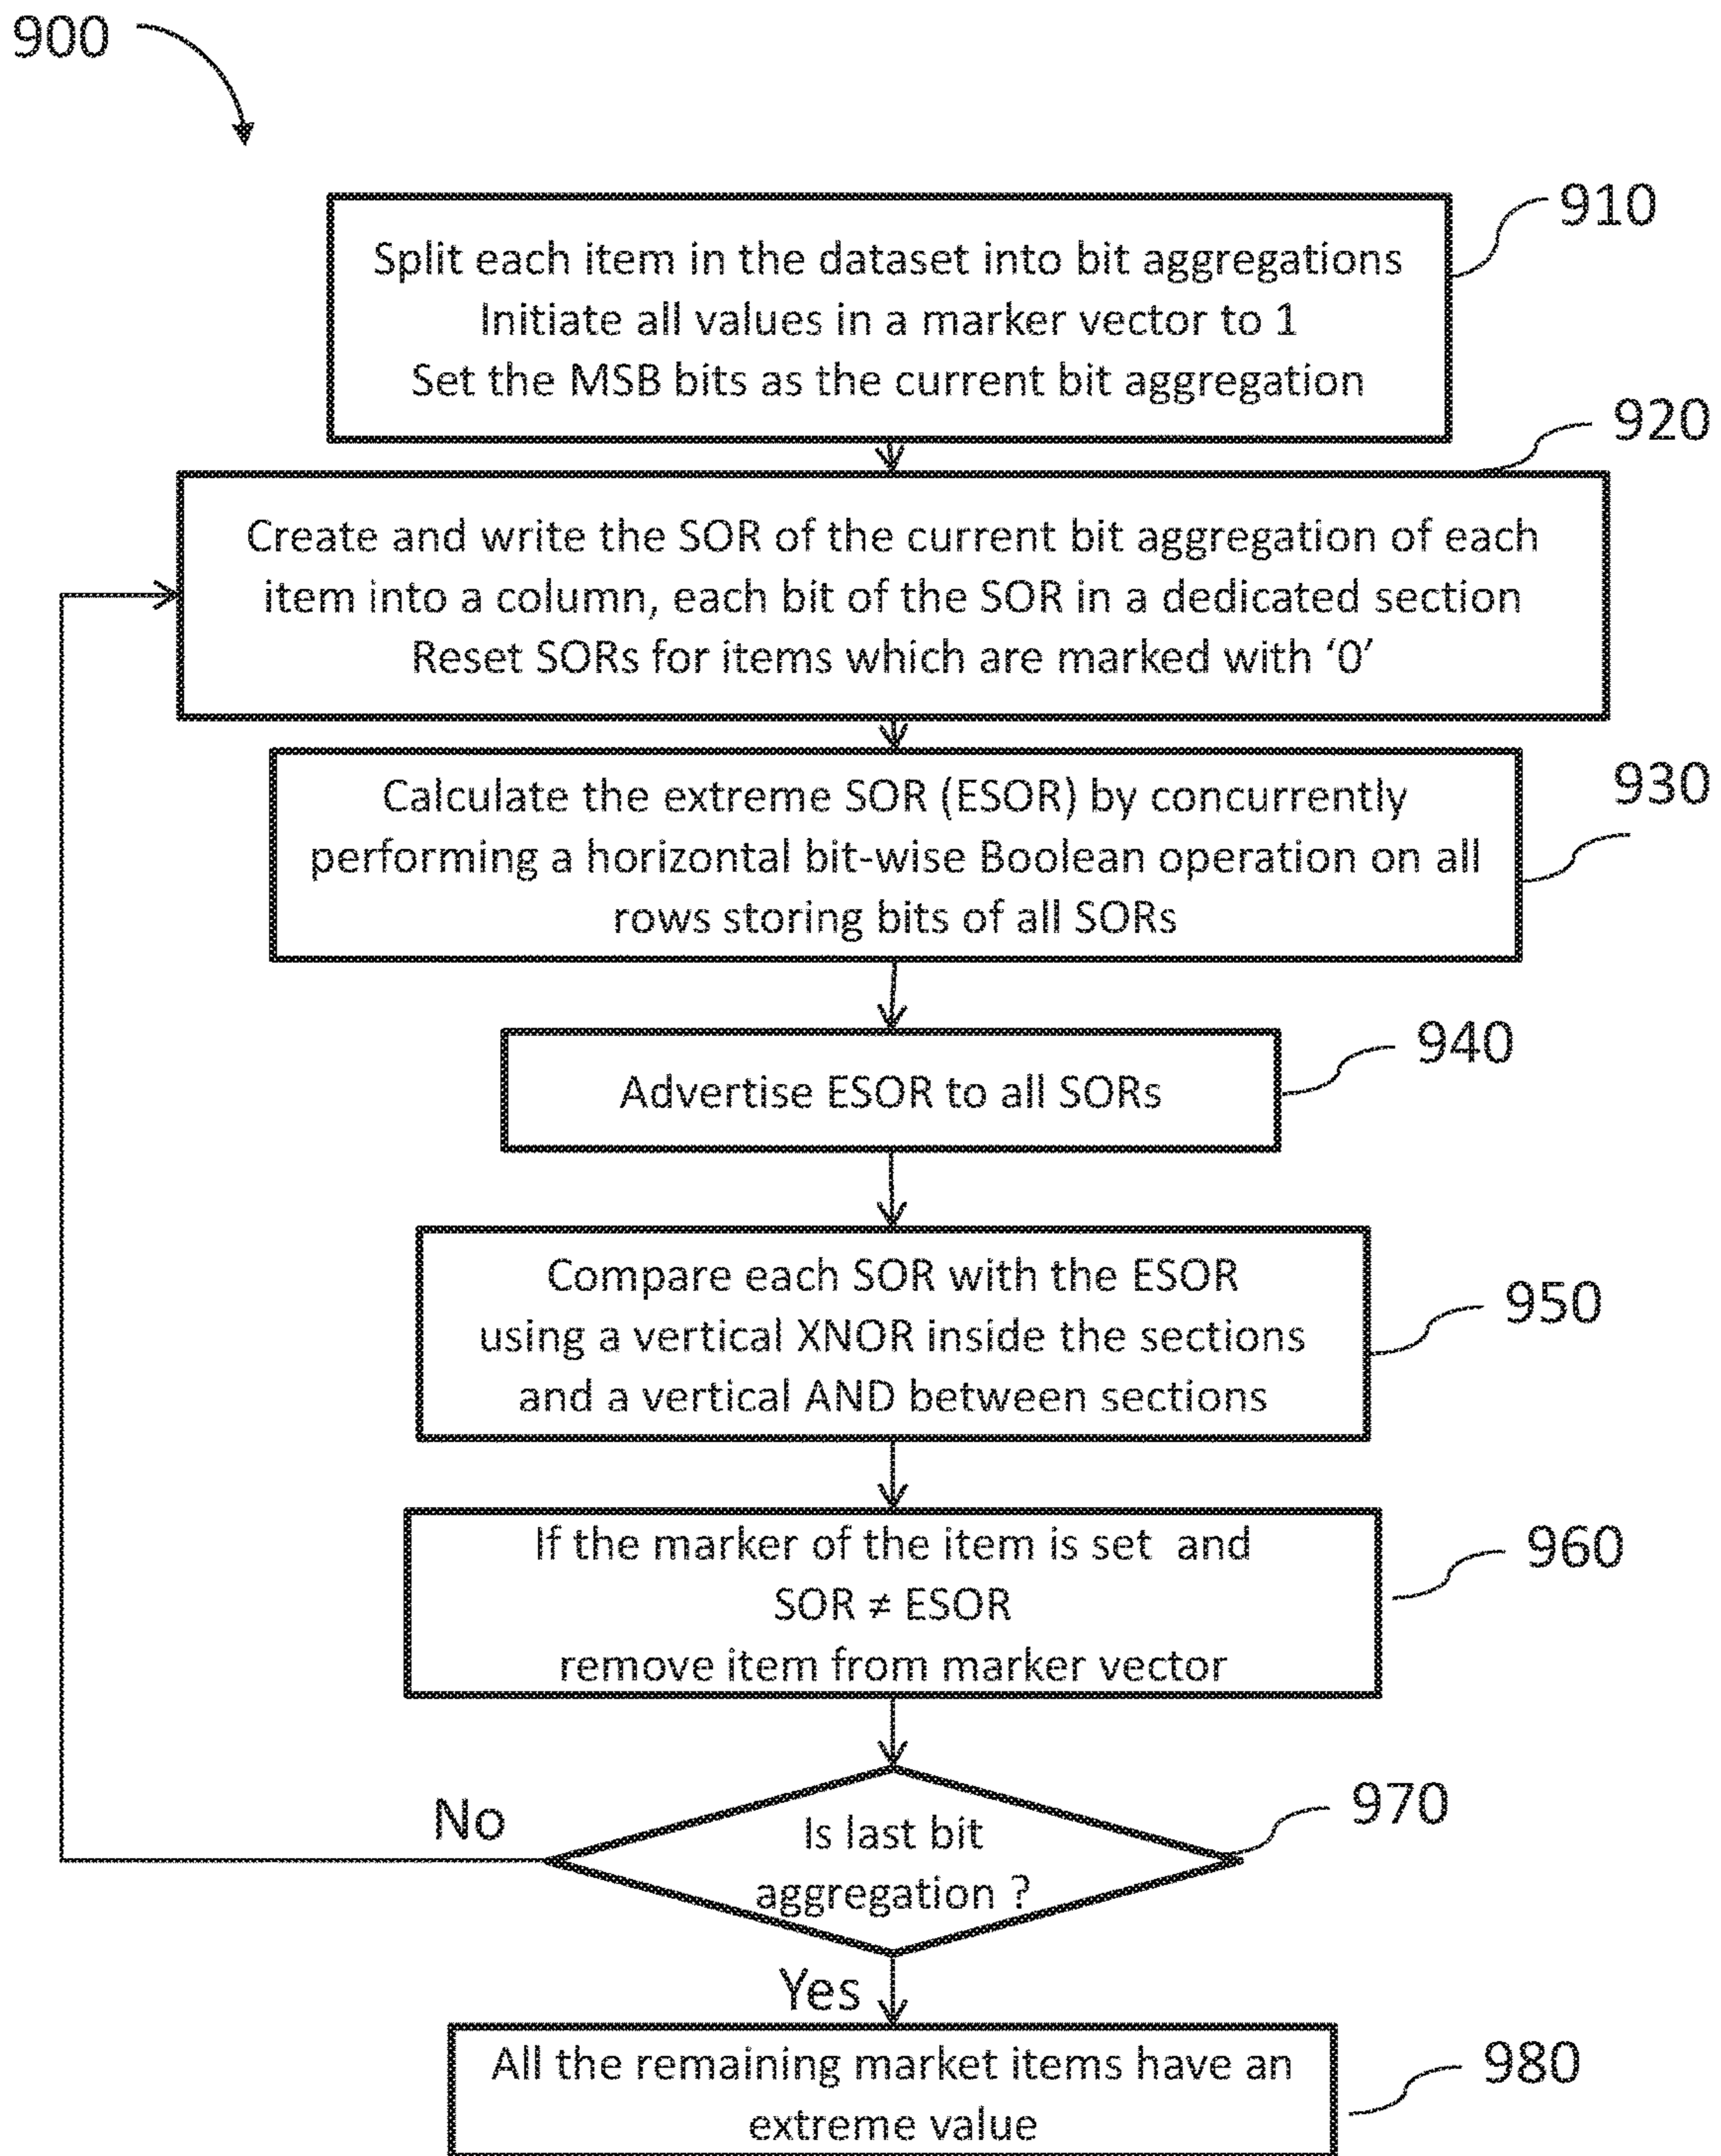 900
910
Split each item in the dataset into bit aggregations
Initiate all values in a marker vector to 1
Set the MSB bits as the current bit aggregation
920
Create and write the SOR of the current bit aggregation of each
item into a column, each bit of the SOR in a dedicated section
Reset SORs for items which are marked with ‘0’
930
Calculate the extreme SOR (ESOR) by concurrently
performing a horizontal bit-wise Boolean operation on all
rows storing bits of all SORs
940
Advertise ESOR to all SORs
950
Compare each SOR with the ESOR
using a vertical XNOR inside the sections
and a vertical AND between sections
960
If the marker of the item is set and
SOR ≠ ESOR
remove item from marker vector
970
No
Is last bit
aggregation ?
Yes
980
All the remaining market items have an
extreme value